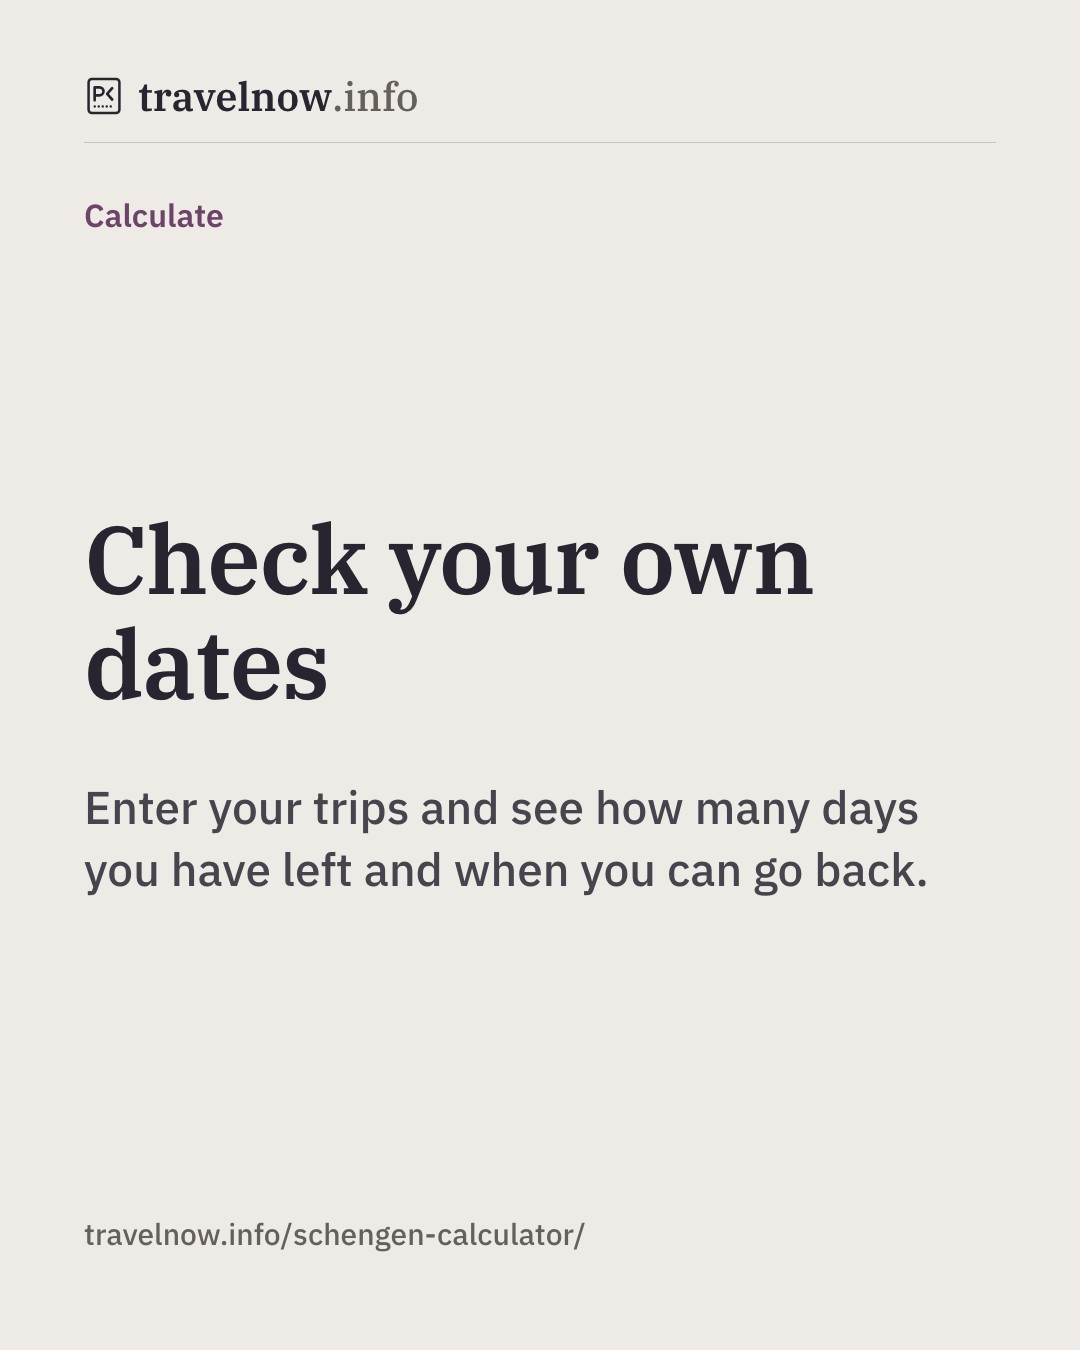 travelnow.info
Calculate
Check your own
dates
Enter your trips and see how many days
you have left and when you can go back.
travelnow.info/schengen-calculator/